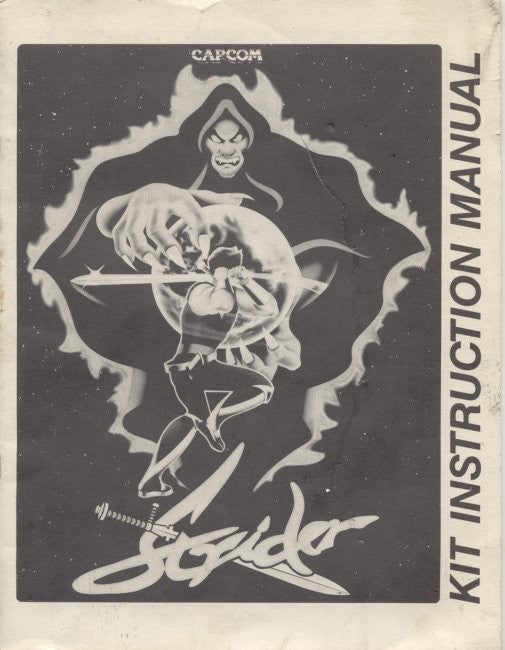 CAPCOM
Strider
KIT INSTRUCTION MANUAL